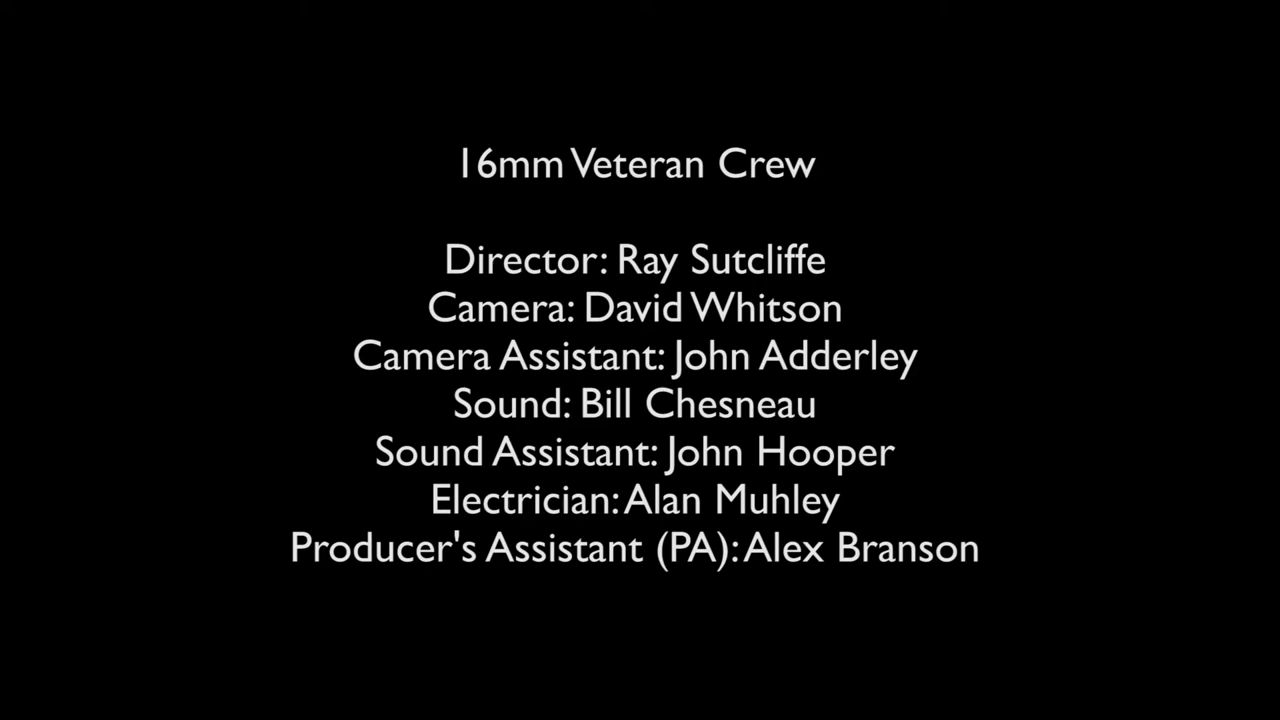 16mm Veteran Crew
Director: Ray Sutcliffe
Camera: David Whitson
Camera Assistant: John Adderley
Sound: Bill Chesneau
Sound Assistant: John Hooper
Electrician: Alan Muhley
Producer's Assistant (PA): Alex Branson